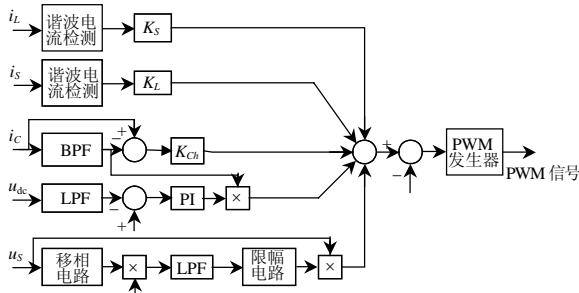 i_L
谐波电
流检测
K_S
i_S
谐波电
流检测
K_L
i_C
BPF
−
+
K_Ch
u_dc
LPF
−
+
PI
×
u_S
移相
电路
×
LPF
限幅
电路
×
+
−
PWM
发生器
PWM 信号